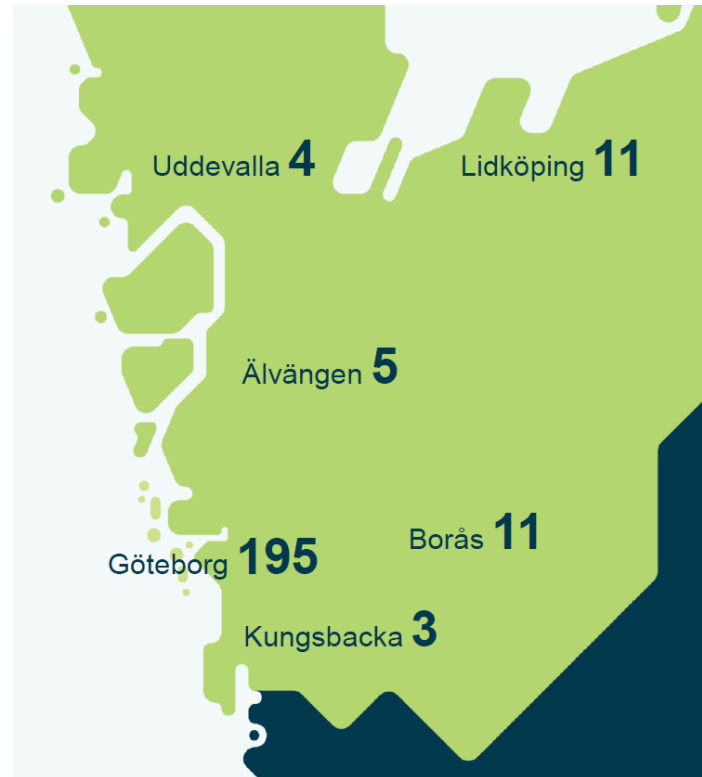 Uddevalla 4
Lidköping 11
Älvängen 5
Borås 11
Göteborg 195
Kungsbacka 3